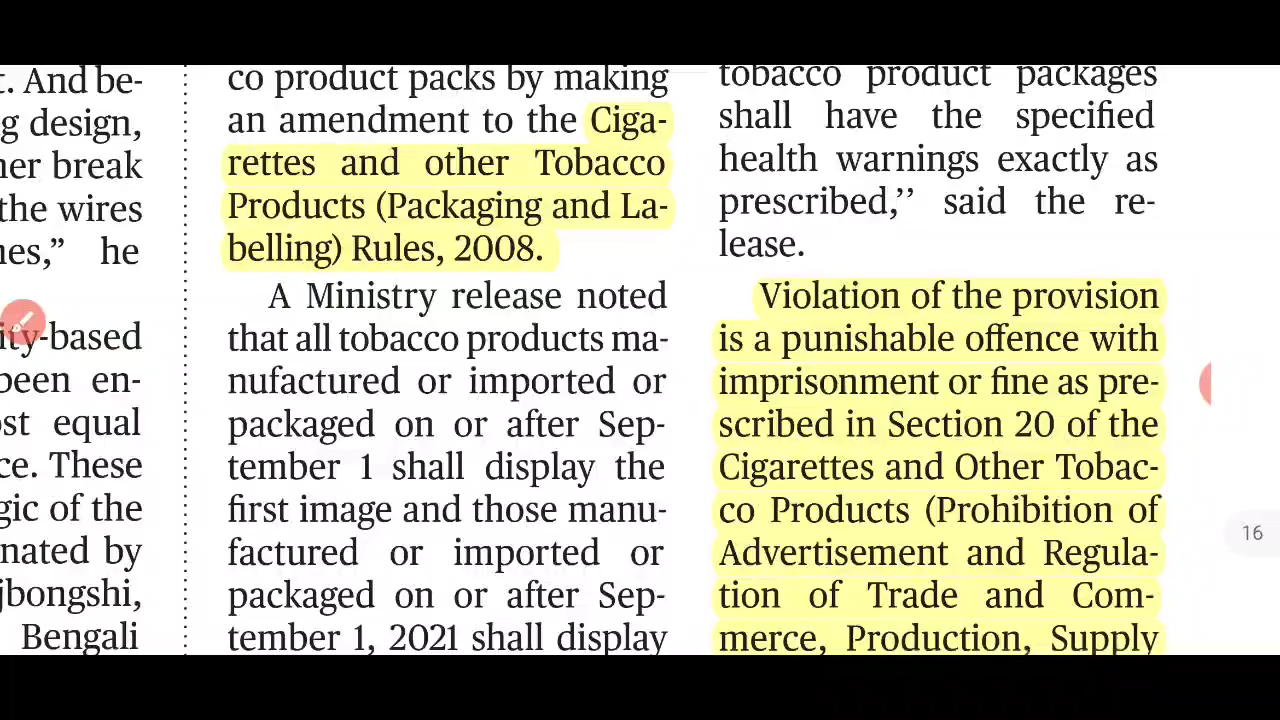 t. And be-
g design,
ner break
the wires
nes,” he
ity-based
been en-
ost equal
ce. These
gic of the
nated by
jbongshi,
Bengali
co product packs by making
an amendment to the Ciga-
rettes and other Tobacco
Products (Packaging and La-
belling) Rules, 2008.
A Ministry release noted
that all tobacco products ma-
nufactured or imported or
packaged on or after Sep-
tember 1 shall display the
first image and those manu-
factured or imported or
packaged on or after Sep-
tember 1, 2021 shall display
tobacco product packages
shall have the specified
health warnings exactly as
prescribed,’’ said the re-
lease.
Violation of the provision
is a punishable offence with
imprisonment or fine as pre-
scribed in Section 20 of the
Cigarettes and Other Tobac-
co Products (Prohibition of
Advertisement and Regula-
tion of Trade and Com-
merce, Production, Supply
16